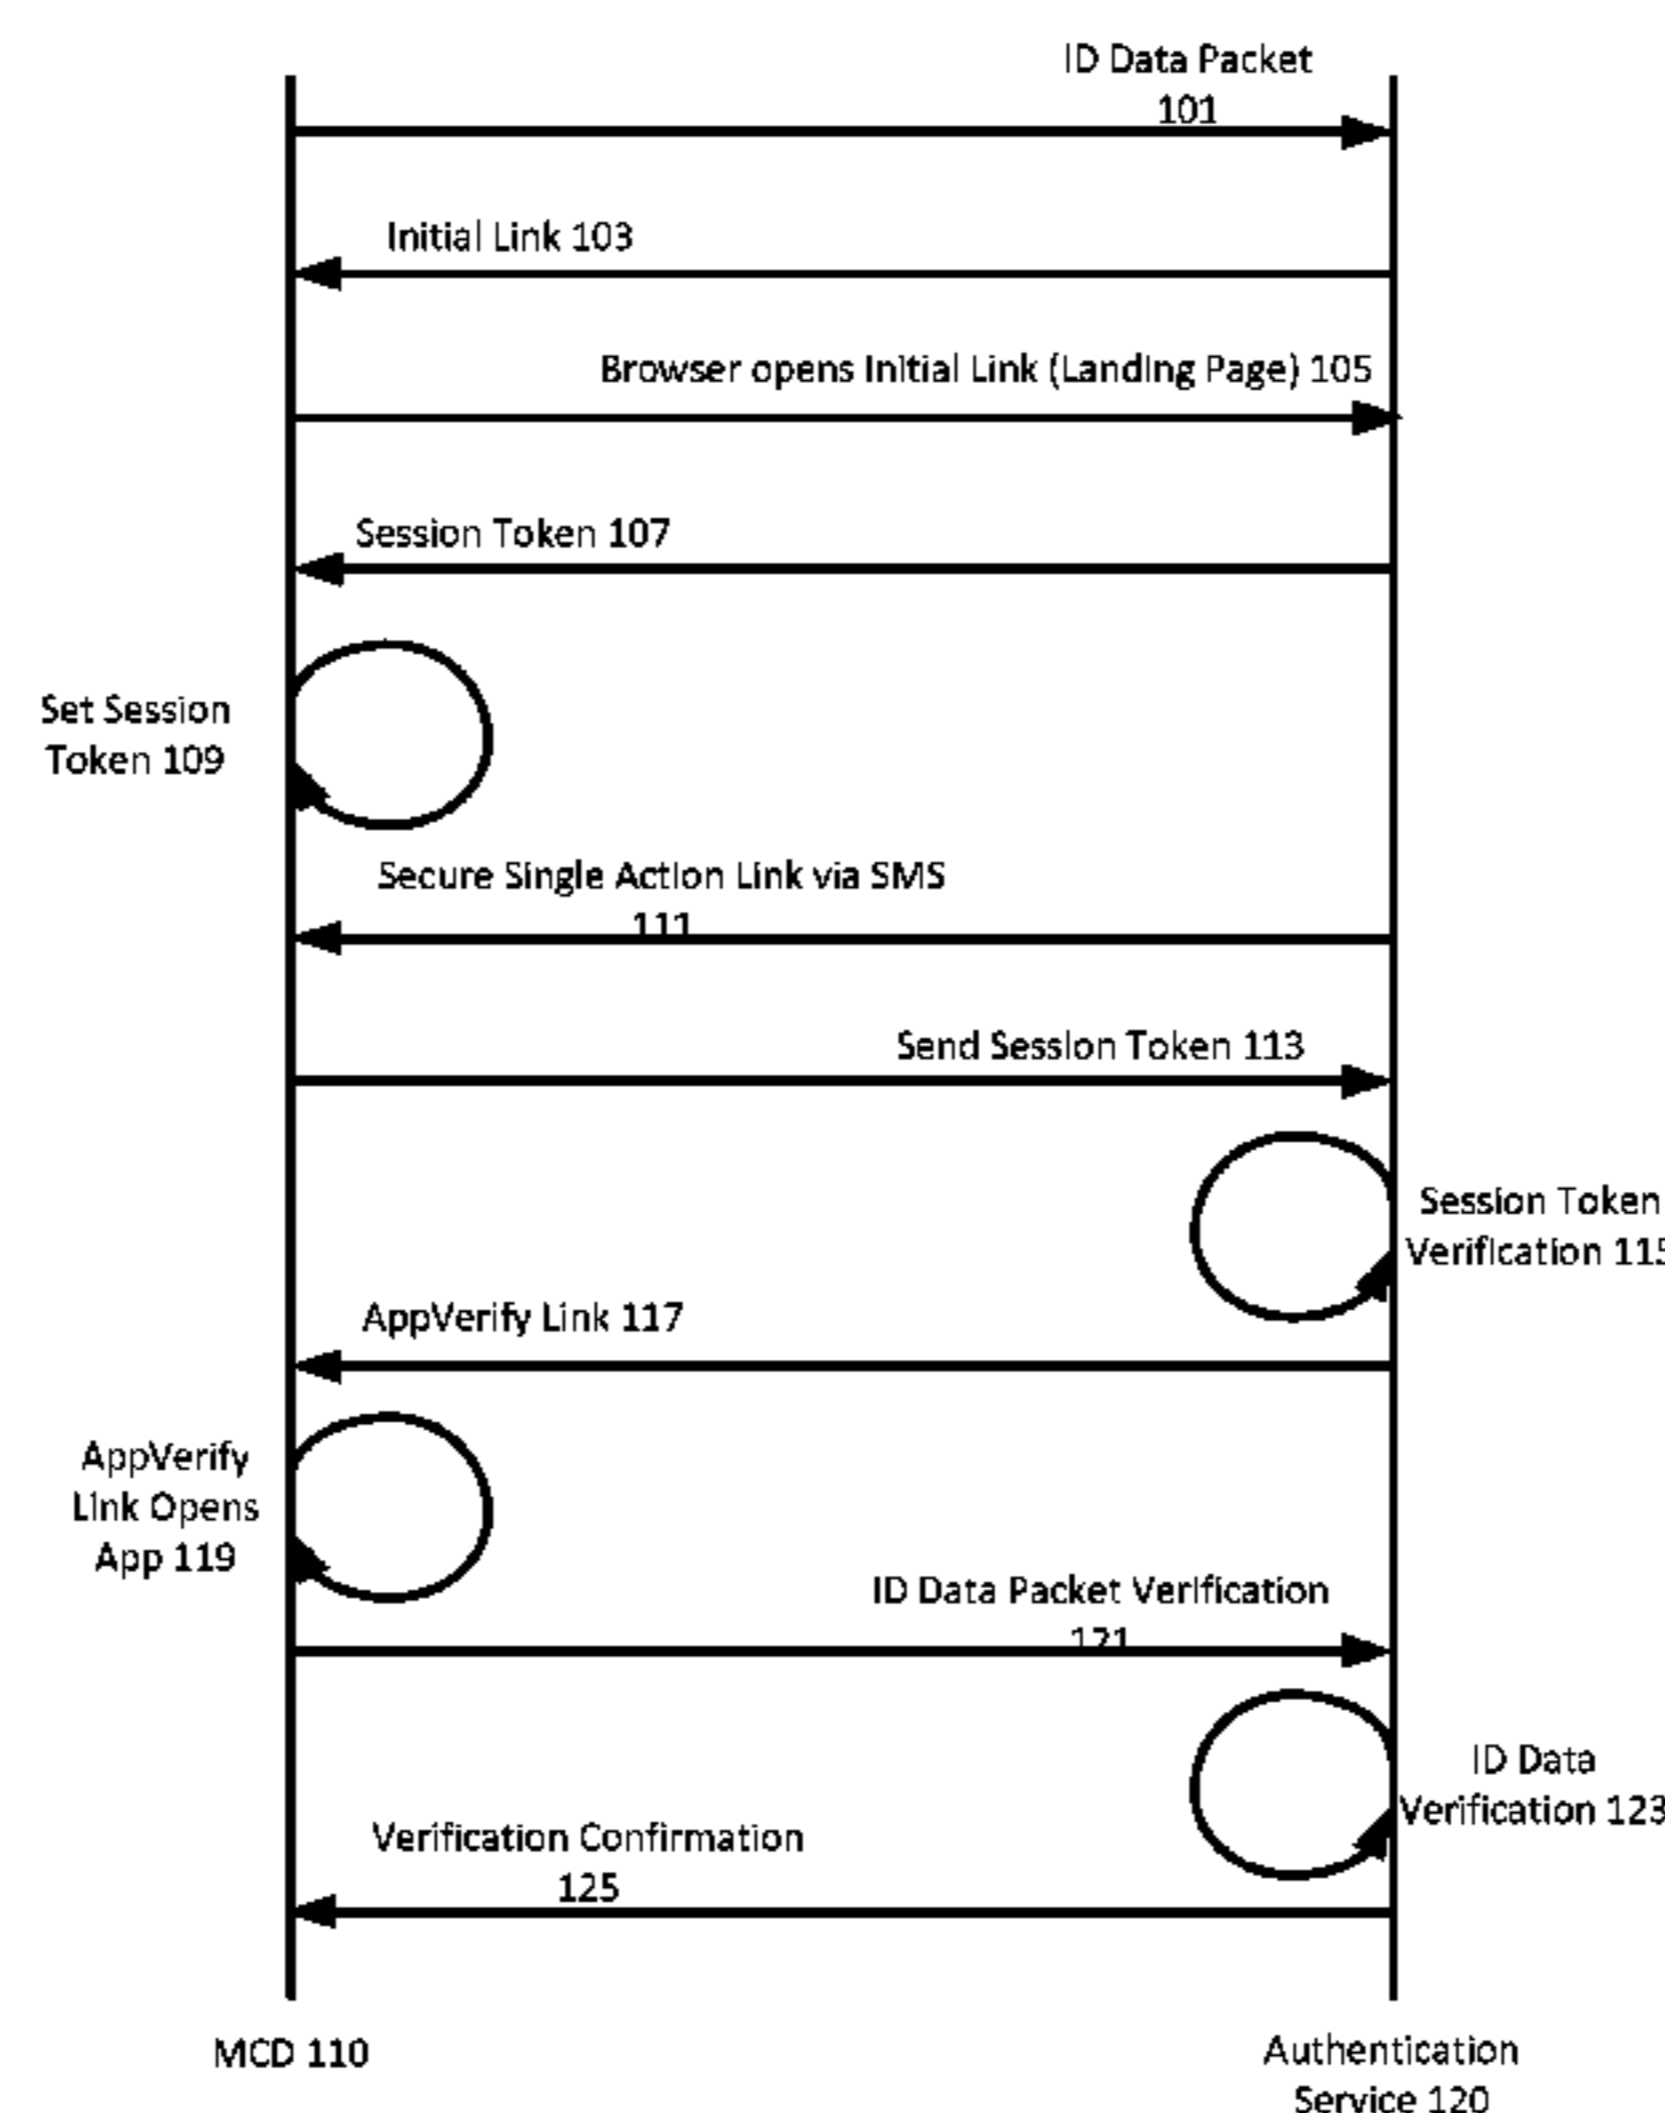 ID Data Packet
101
Initial Link 103
Browser opens Initial Link (Landing Page) 105
Session Token 107
Set Session
Token 109
Secure Single Action Link via SMS
111
Send Session Token 113
Session Token
Verification 115
AppVerify Link 117
AppVerify
Link Opens
App 119
ID Data Packet Verification
121
ID Data
Verification 123
Verification Confirmation
125
MCD 110
Authentication
Service 120